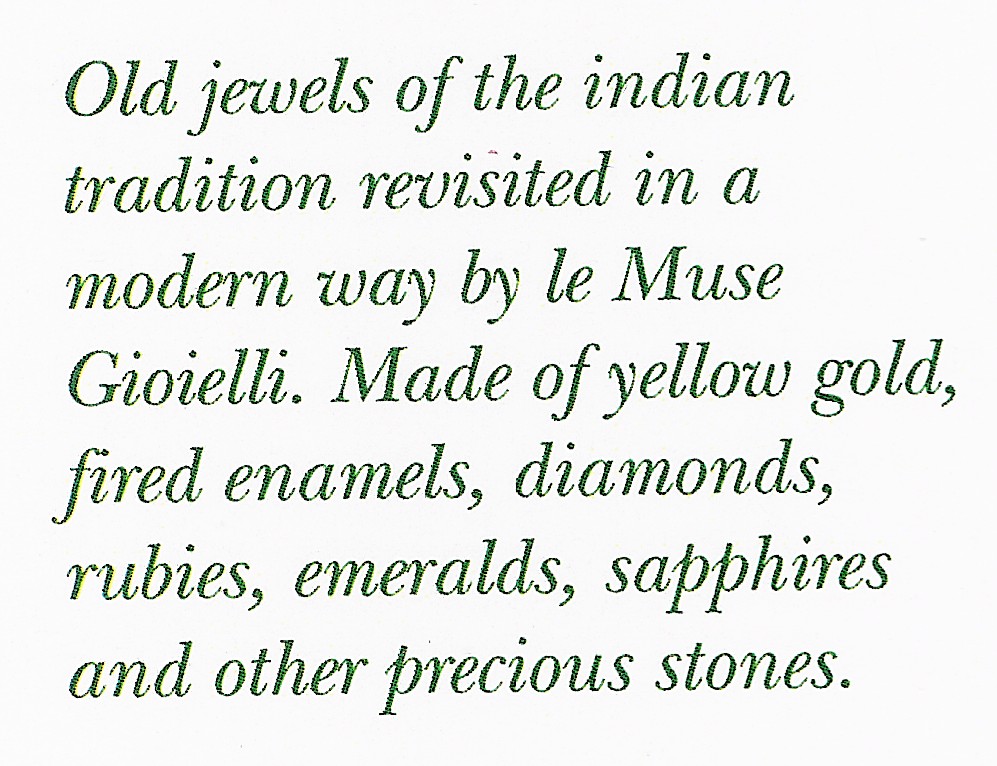 Old jewels of the indian
tradition revisited in a
modern way by le Muse
Gioielli. Made of yellow gold,
fired enamels, diamonds,
rubies, emeralds, sapphires
and other precious stones.